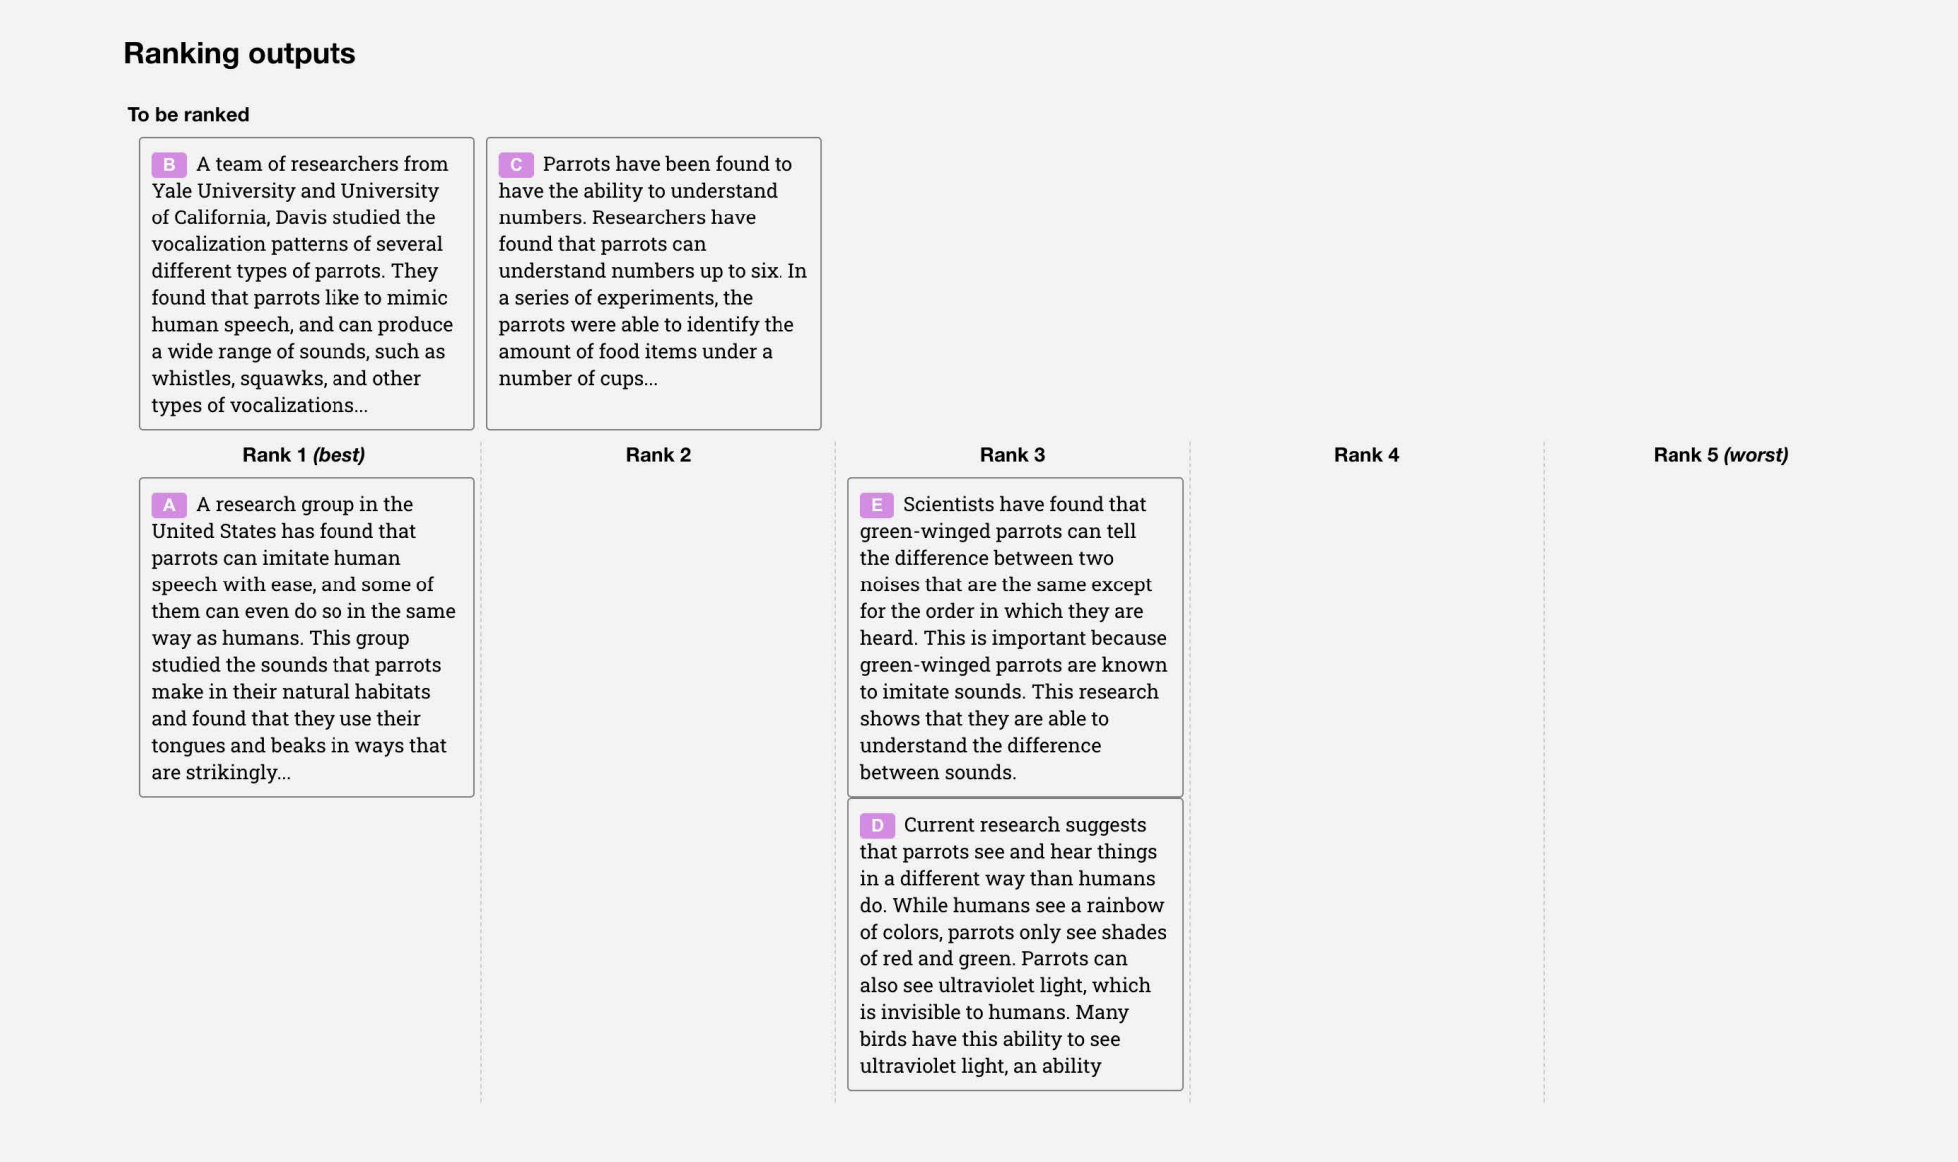 Ranking outputs
To be ranked
B A team of researchers from
Yale University and University
of California, Davis studied the
vocalization patterns of several
different types of parrots. They
found that parrots like to mimic
human speech, and can produce
a wide range of sounds, such as
whistles, squawks, and other
types of vocalizations...
C Parrots have been found to
have the ability to understand
numbers. Researchers have
found that parrots can
understand numbers up to six. In
a series of experiments, the
parrots were able to identify the
amount of food items under a
number of cups...
Rank 1 (best)
Rank 2
Rank 3
Rank 4
Rank 5 (worst)
A A research group in the
United States has found that
parrots can imitate human
speech with ease, and some of
them can even do so in the same
way as humans. This group
studied the sounds that parrots
make in their natural habitats
and found that they use their
tongues and beaks in ways that
are strikingly...
E Scientists have found that
green-winged parrots can tell
the difference between two
noises that are the same except
for the order in which they are
heard. This is important because
green-winged parrots are known
to imitate sounds. This research
shows that they are able to
understand the difference
between sounds.
D Current research suggests
that parrots see and hear things
in a different way than humans
do. While humans see a rainbow
of colors, parrots only see shades
of red and green. Parrots can
also see ultraviolet light, which
is invisible to humans. Many
birds have this ability to see
ultraviolet light, an ability